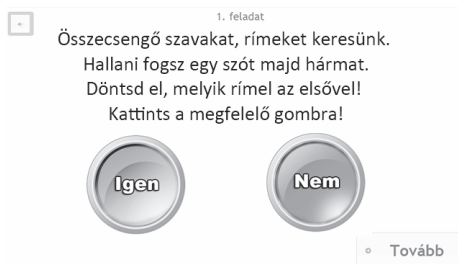 1. feladat
Összecsengő szavakat, rímeket keresünk.
Hallani fogsz egy szót majd hármat.
Döntsd el, melyik rímel az elsővel!
Kattints a megfelelő gombra!
Igen Nem
Tovább